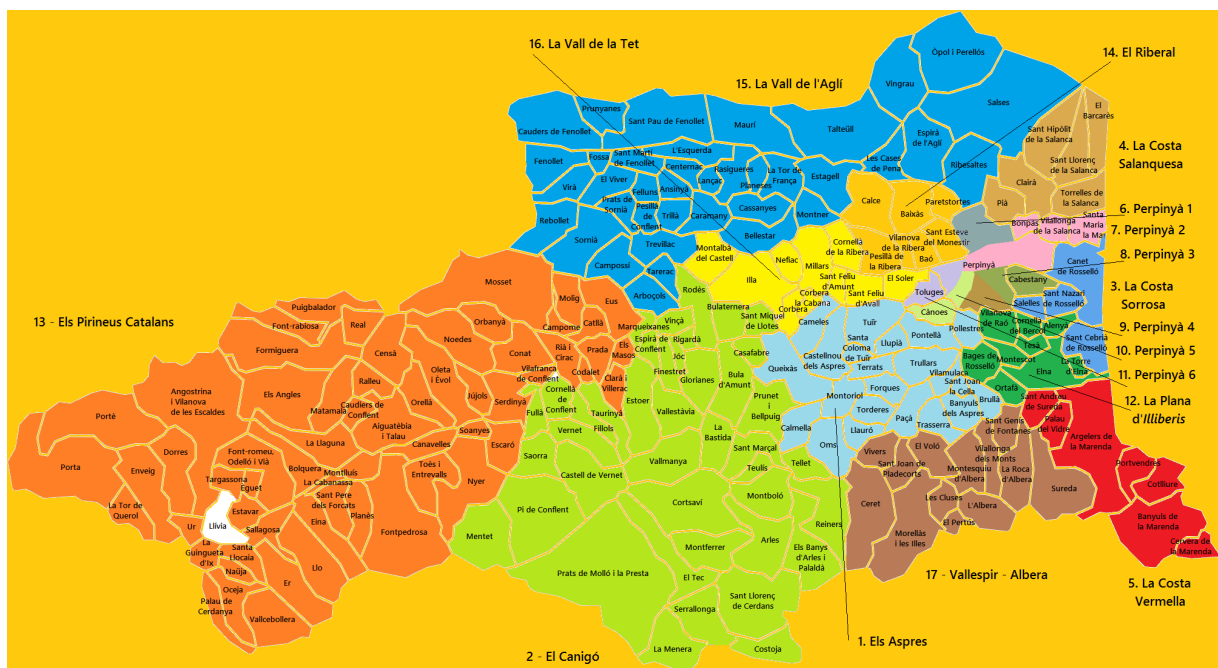 16. La Vall de la Tet
15. La Vall de l'Aglí
14. El Riberal
4. La Costa
Salanquesa
6. Perpinyà 1
7. Perpinyà 2
8. Perpinyà 3
3. La Costa
Sorrosa
9. Perpinyà 4
10. Perpinyà 5
11. Perpinyà 6
12. La Plana
d'Illiberis
5. La Costa
Vermella
17 - Vallespir - Albera
1. Els Aspres
2 - El Canigó
13 - Els Pirineus Catalans
Òpol i Perellós
Vingrau
Salses
Prunyanes
Cauders de Fenollet
Sant Pau de Fenollet
Maurí
Talteüll
Espirà
de l'Aglí
El
Barcarès
Sant Hipòlit
de la Salanca
Fenollet
Fossa
Sant Martí
de Fenollet
L'Esquerda
Centernac
Rasigueres
Lançac
Planeses
La Tor de
França
Estagell
Les Cases
de Pena
Ribesaltes
Sant Llorenç
de la Salanca
Clairà
Torrelles de
la Salanca
Pià
Virà
El Viver
Prats de
Sornià
Felluns
Ansinyà
Pesillà
de
Conflent
Trillà
Caramany
Cassanyes
Montner
Bellestar
Rebollet
Sornià
Trevillac
Campossí
Tarerac
Arboçols
Calce
Baixàs
Paretstortes
Bonpàs
Vilallonga
de la Salanca
Santa
Maria
la Mar
Sant Esteve
del Monestir
Cornellà
de la Ribera
Vilanova
de la Ribera
Pesillà de
la Ribera
Baó
Perpinyà
Canet
de Rosselló
Cabestany
Montalbà
del Castell
Nefiac
Millars
Illa
Sant Feliu
d'Amunt
El Soler
Corbera
la Cabana
Sant Feliu
d'Avall
Corbera
Toluges
Cànoes
Salelles
Sant Nazari
de Rosselló
Vilanova
de Raó
Cornellà
del Bercol
Alenyà
Sant Cebrià
de Rosselló
Pollestres
Tesà
Montescot
La Torre
d'Elna
Elna
Bages de
Rosselló
Ortafà
Mosset
Molig
Eus
Campome
Catllà
Rodès
Bulaternera
Sant Miquel
de Llotes
Marqueixanes
Vinçà
Espirà de
Conflent
Rigardà
Cameles
Tuïr
Santa
Coloma
de Tuïr
Llupià
Pontellà
Casafabre
Queixàs
Castellnou
dels Aspres
Terrats
Trullars
Vilamulaca
Forques
Sant Joan
la Cella
Banyuls
dels Aspres
Brullà
Montoriol
Torderes
Paçà
Trasserra
Llauró
Calmella
Oms
Puigbalador
Font-rabiosa
Real
Orbanyà
Noedes
Conat
Rià i
Cirac
Prada
Els
Masos
Codalet
Vilafranca
de Conflent
Clarà i
Villerac
Jóc
Finestret
Glorianes
Bula
d'Amunt
Prunet i
Bellpuig
Formiguera
Censà
Oleta
i Évol
Ralleu
Angostrina
i Vilanova
de les Escaldes
Els Angles
Matamala
Caudiers de
Conflent
Orellà
Jújols
Serdinyà
Cornellà
de
Conflent
Fullà
Taurinyà
Estoer
Fillols
Vallestàvia
La
Bastida
Sant Marçal
Vernet
Porté
Porta
Enveig
Dorres
La Tor de
Querol
Font-romeu,
Odelló i Vià
Targassona
Eguet
Estavar
Llívia
Ur
La
Guingueta
d'Ix
Sallagosa
Santa
Llocaia
Naüja
Oceja
Palau de
Cerdanya
Er
Vallcebollera
Llo
Eina
Planès
Sant Pere
dels Forcats
La Cabanassa
Montlluís
Bolquera
La Llaguna
Aiguatèbia
i Talau
Canavelles
Soanyes
Escaró
Toès i
Entrevalls
Nyer
Fontpedrosa
Saorra
Castell de Vernet
Vallmanya
Teulis
Tellet
Pi de Conflent
Cortsaví
Montboló
Reiners
Mentet
Montferrer
Arles
Els Banys
d'Arles i
Palaldà
Prats de Molló i la Presta
El Tec
Sant Llorenç
de Cerdans
Serrallonga
La Menera
Costoja
Vivers
El Voló
Sant Joan de
Pladecorts
Sant Genís
de Fontanes
Vilallonga
dels Monts
Montesquiu
d'Albera
La Roca
d'Albera
Ceret
Les Cluses
L'Albera
El Pertús
Morellàs
i les Illes
Sureda
Sant Andreu
de Sureda
Palau
del Vidre
Argelers de
la Marenda
Portvendres
Cotlliure
Banyuls de
la Marenda
Cervera de
la Marenda